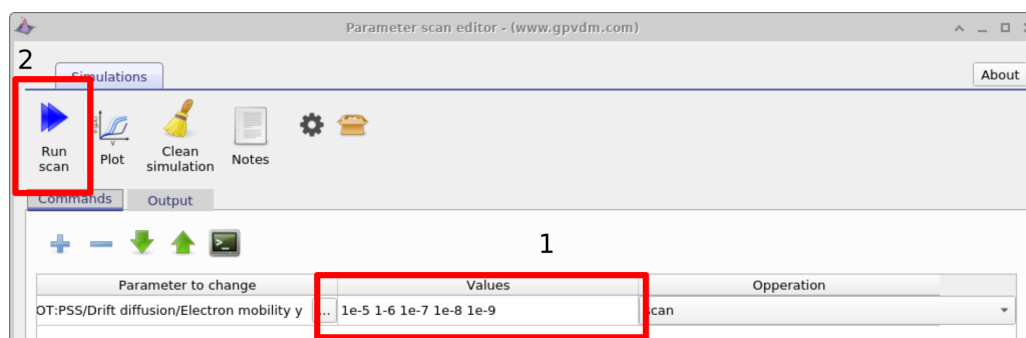 Parameter scan editor - (www.gpvdm.com)
2
Simulations
About
Run
scan
Plot
Clean
simulation
Notes
Commands
Output
1
Parameter to change
Values
Opperation
OT:PSS/Drift diffusion/Electron mobility y
...
1e-5 1-6 1e-7 1e-8 1e-9
scan